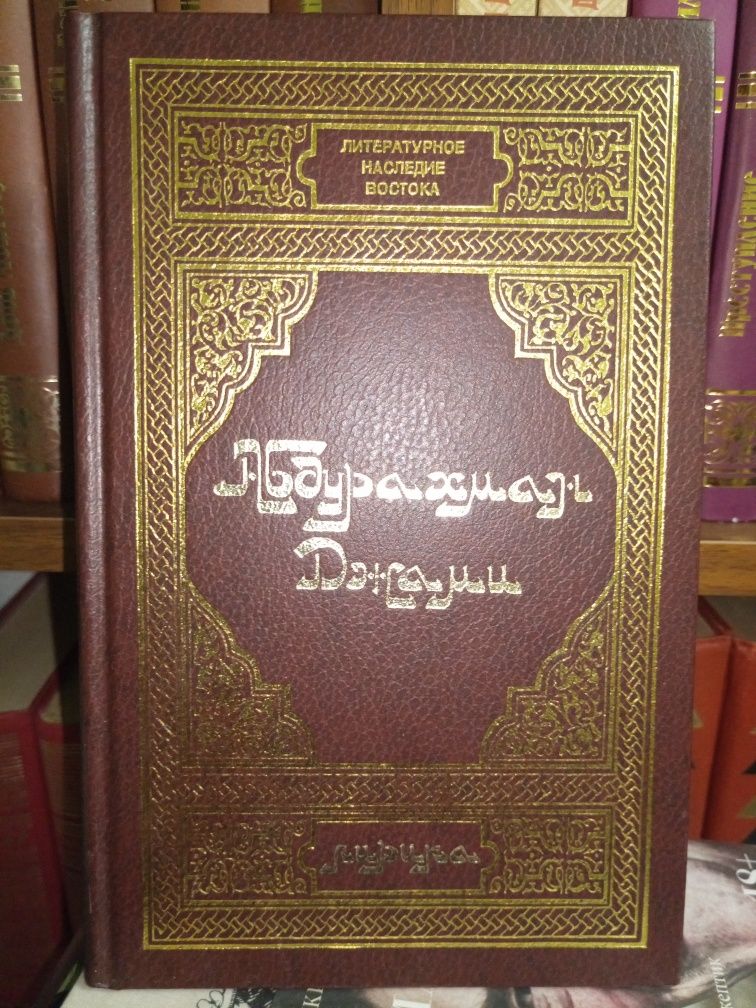 ЛИТЕРАТУРНОЕ
НАСЛЕДИЕ
ВОСТОКА
Абдурахман
Джами
Лирика